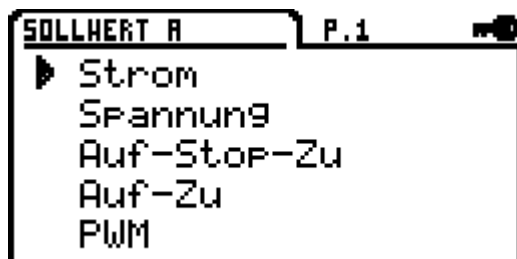 SOLLWERT A P.1
Strom
Spannung
Auf-Stop-Zu
Auf-Zu
PWM